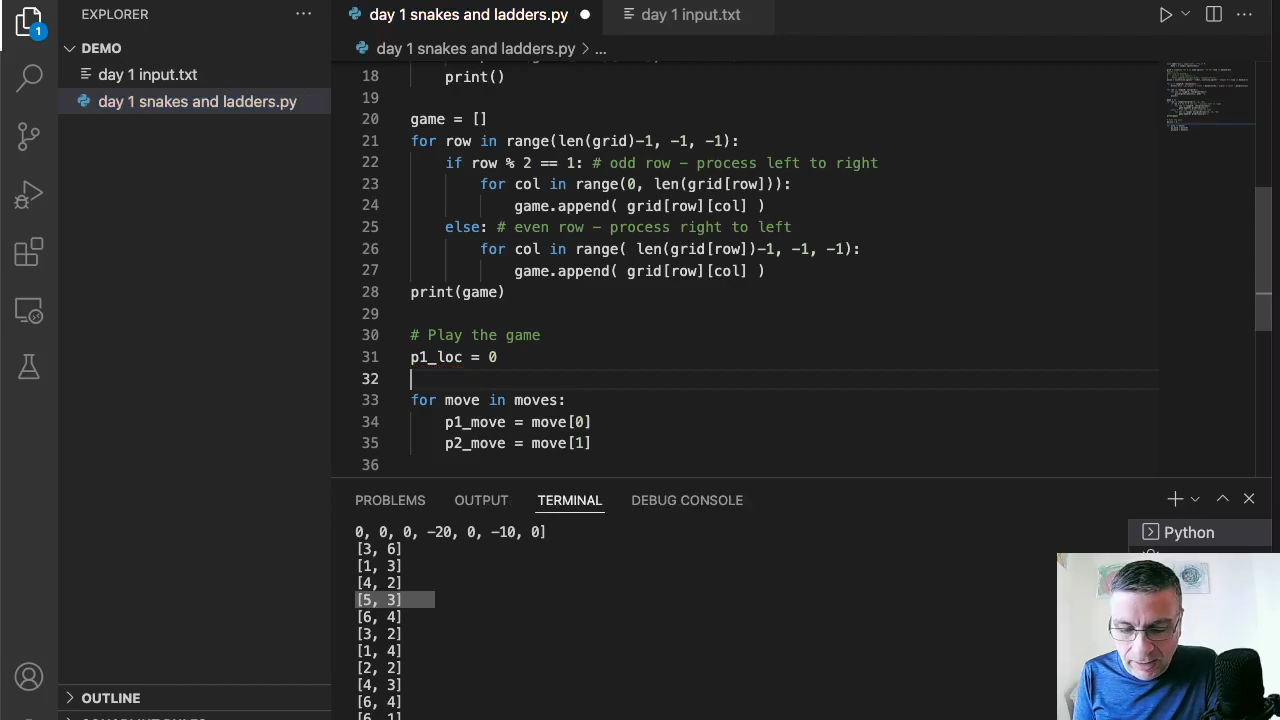 EXPLORER
day 1 snakes and ladders.py
day 1 input.txt
1
DEMO
day 1 snakes and ladders.py > ...
day 1 input.txt
day 1 snakes and ladders.py
18 print()
19
20 game = []
21 for row in range(len(grid)-1, -1, -1):
22 if row % 2 == 1: # odd row - process left to right
23 for col in range(0, len(grid[row])):
24 game.append( grid[row][col] )
25 else: # even row - process right to left
26 for col in range( len(grid[row])-1, -1, -1):
27 game.append( grid[row][col] )
28 print(game)
29
30 # Play the game
31 p1_loc = 0
32
33 for move in moves:
34 p1_move = move[0]
35 p2_move = move[1]
36
PROBLEMS OUTPUT TERMINAL DEBUG CONSOLE
Python
0, 0, 0, -20, 0, -10, 0]
[3, 6]
[1, 3]
[4, 2]
[5, 3]
[6, 4]
[3, 2]
[1, 4]
[2, 2]
[4, 3]
[6, 4]
[6, 1]
OUTLINE